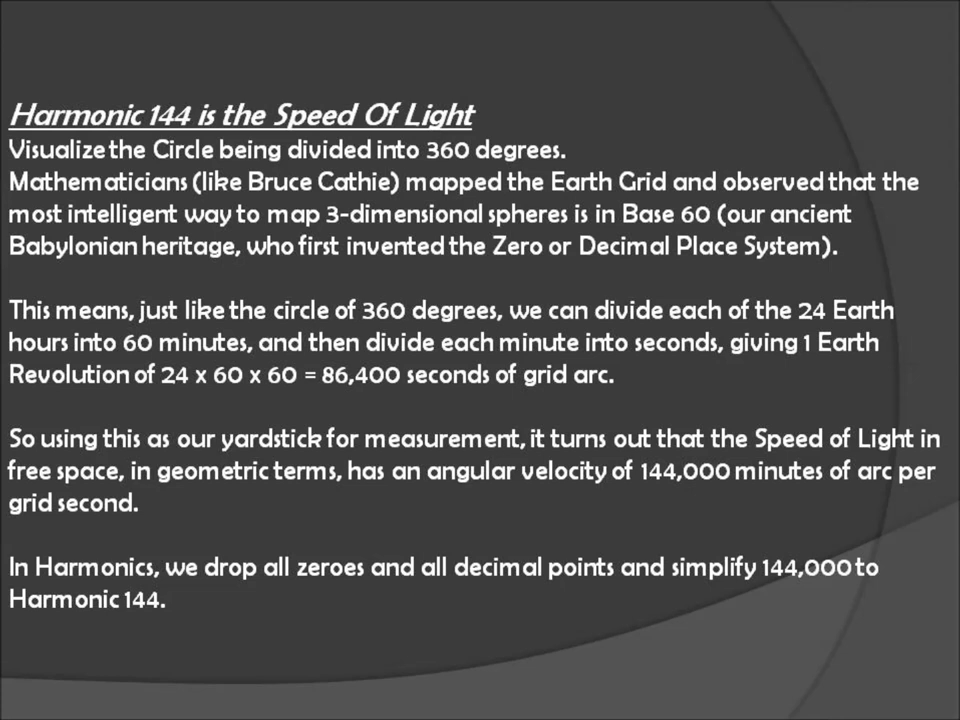 Harmonic 144 is the Speed Of Light
Visualize the Circle being divided into 360 degrees.
Mathematicians (like Bruce Cathie) mapped the Earth Grid and observed that the
most intelligent way to map 3-dimensional spheres is in Base 60 (our ancient
Babylonian heritage, who first invented the Zero or Decimal Place System).
This means, just like the circle of 360 degrees, we can divide each of the 24 Earth
hours into 60 minutes, and then divide each minute into seconds, giving 1 Earth
Revolution of 24 x 60 x 60 = 86,400 seconds of grid arc.
So using this as our yardstick for measurement, it turns out that the Speed of Light in
free space, in geometric terms, has an angular velocity of 144,000 minutes of arc per
grid second.
In Harmonics, we drop all zeroes and all decimal points and simplify 144,000 to
Harmonic 144.